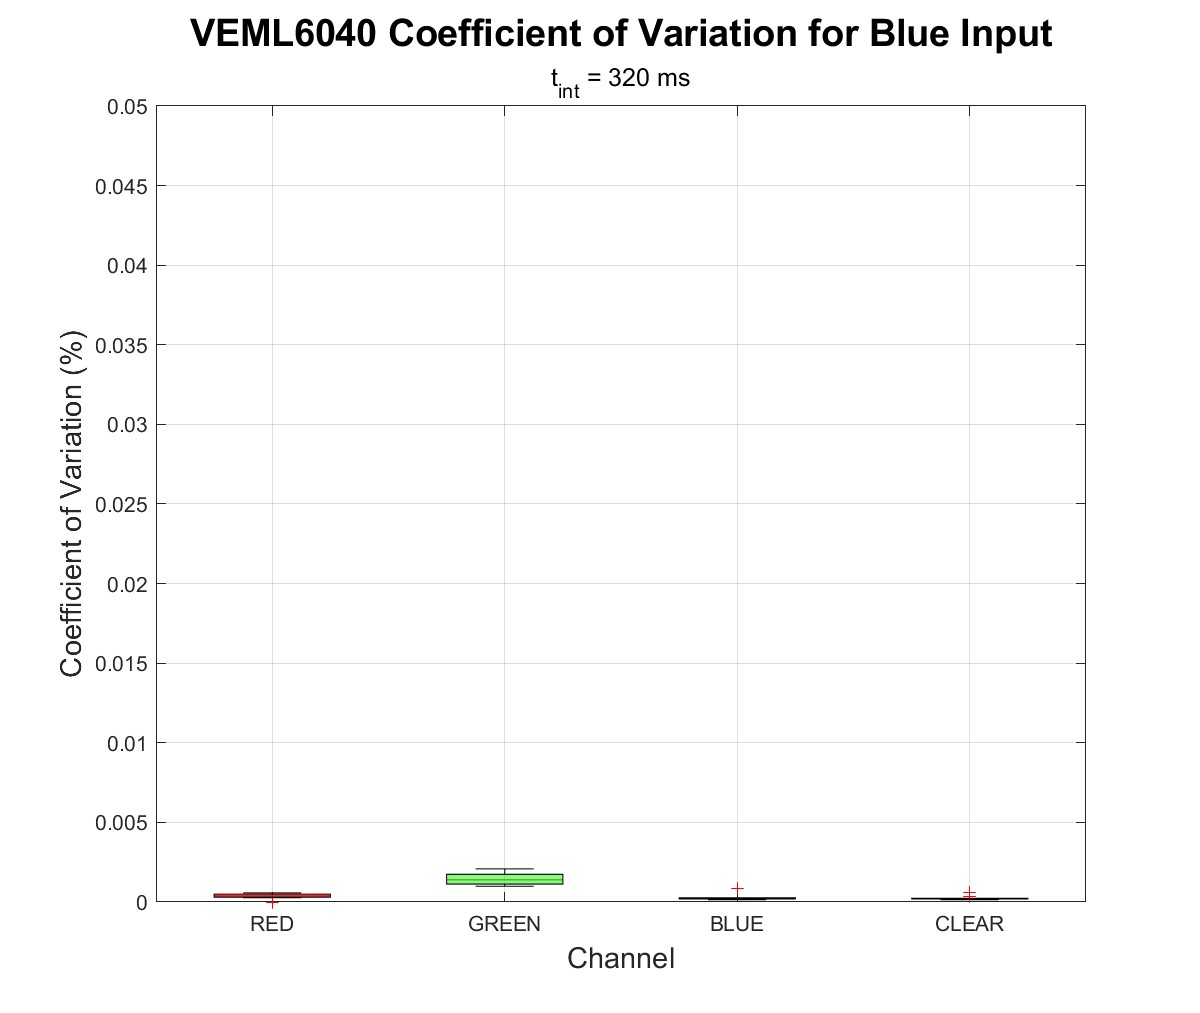 VEML6040 Coefficient of Variation for Blue Input
t_int = 320 ms
0.05
0.045
0.04
0.035
0.03
0.025
0.02
0.015
0.01
0.005
0
Coefficient of Variation (%)
RED GREEN BLUE CLEAR
Channel